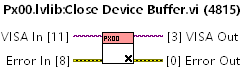 Px00.lvlib:Close Device Buffer.vi (4815)
VISA In [11] PX00 [3] VISA Out
Error In [8] [0] Error Out